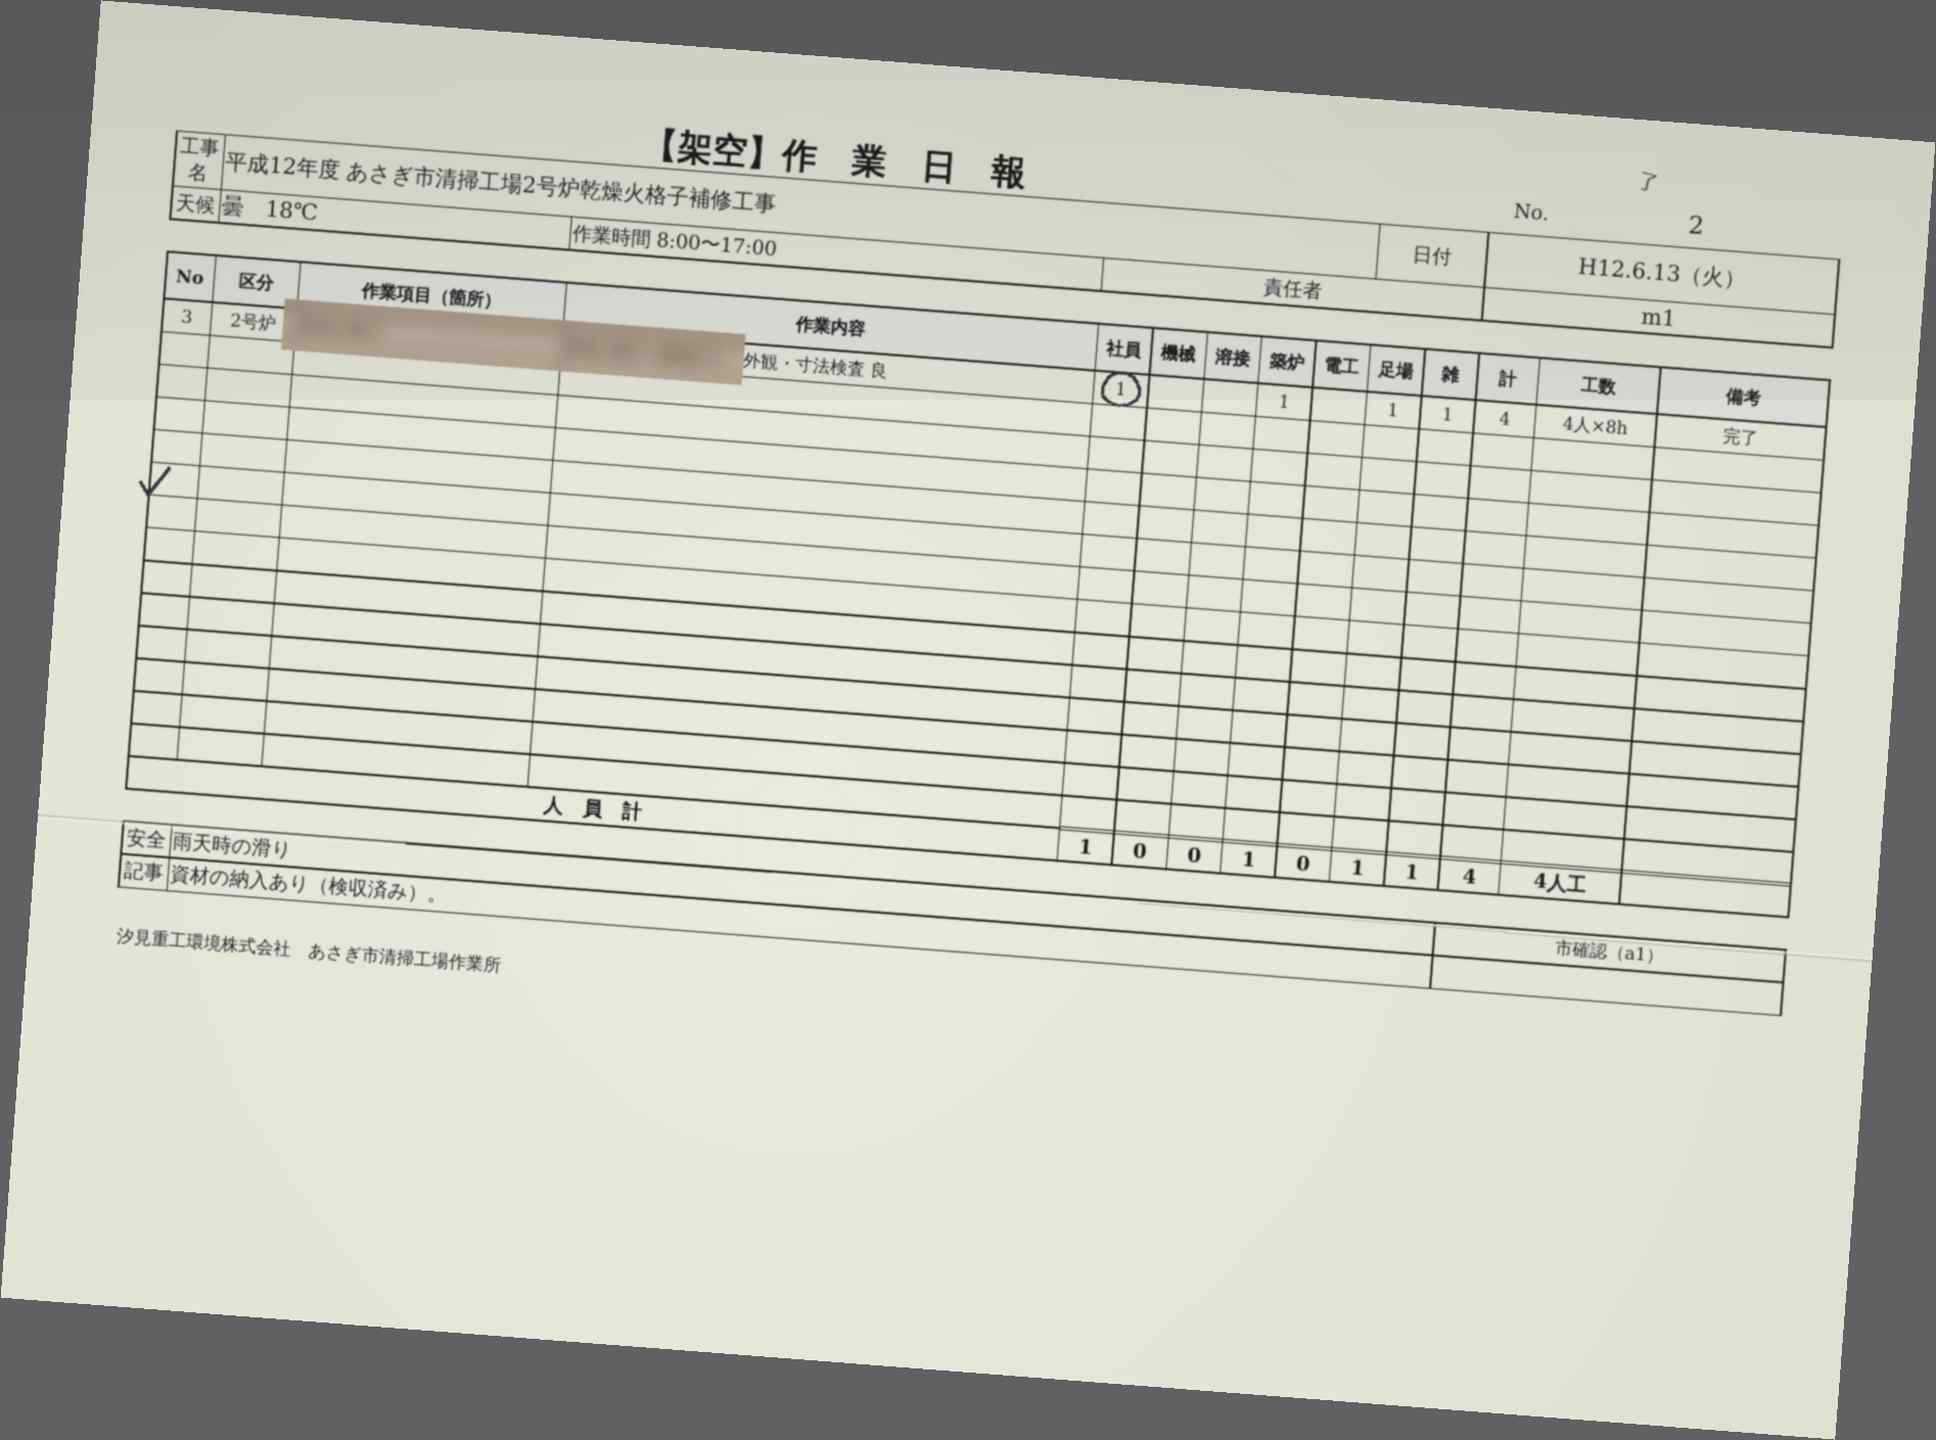 【架空】作 業 日 報
了
No. 2
工事名 平成12年度 あさぎ市清掃工場2号炉乾燥火格子補修工事 日付 H12.6.13（火）
天候 曇 18℃ 作業時間 8:00〜17:00 責任者 m1
No 区分 作業項目（箇所） 作業内容 社員 機械 溶接 築炉 電工 足場 雑 計 工数 備考
3 2号炉 外観・寸法検査 良 1 1 1 1 4 4人×8h 完了
人 員 計 1 0 0 1 0 1 1 4 4人工
安全 雨天時の滑り 市確認（a1）
記事 資材の納入あり（検収済み）。
汐見重工環境株式会社 あさぎ市清掃工場作業所